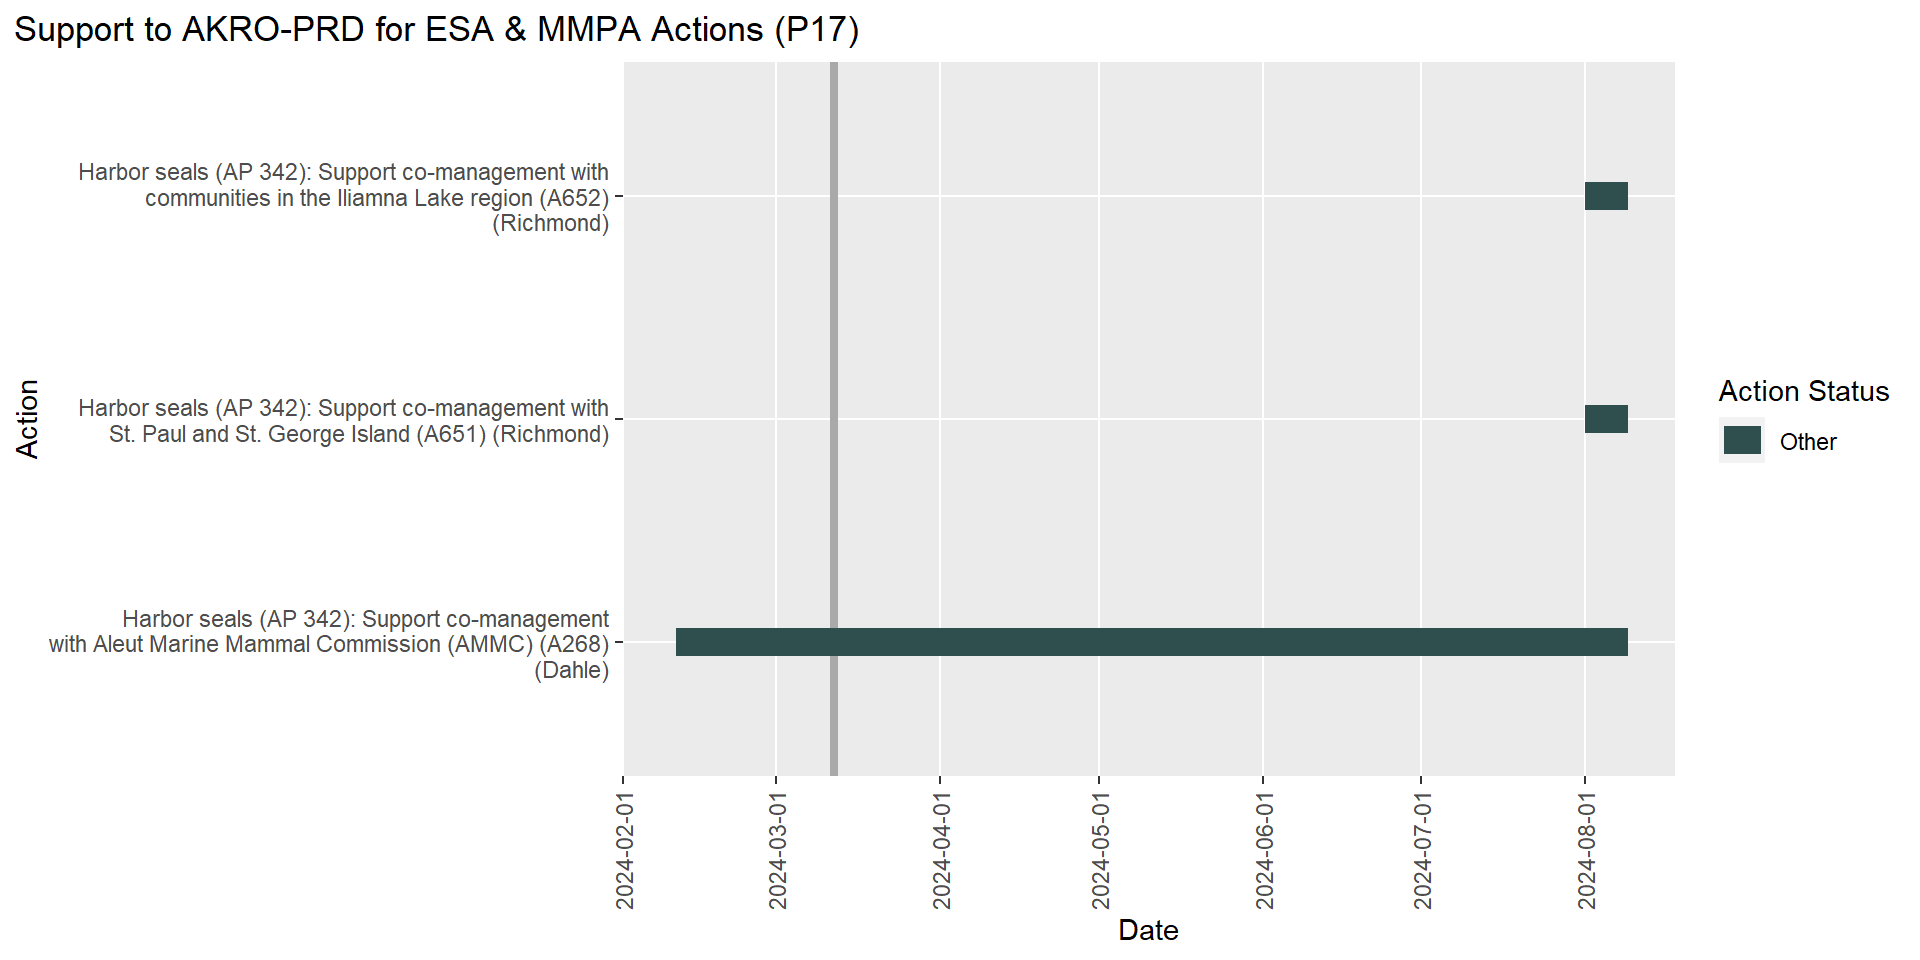 Support to AKRO-PRD for ESA & MMPA Actions (P17)
Action
Harbor seals (AP 342): Support co-management with
communities in the Iliamna Lake region (A652)
(Richmond)
Harbor seals (AP 342): Support co-management with
St. Paul and St. George Island (A651) (Richmond)
Harbor seals (AP 342): Support co-management
with Aleut Marine Mammal Commission (AMMC) (A268)
(Dahle)
2024-02-01
2024-03-01
2024-04-01
2024-05-01
2024-06-01
2024-07-01
2024-08-01
Date
Action Status
Other